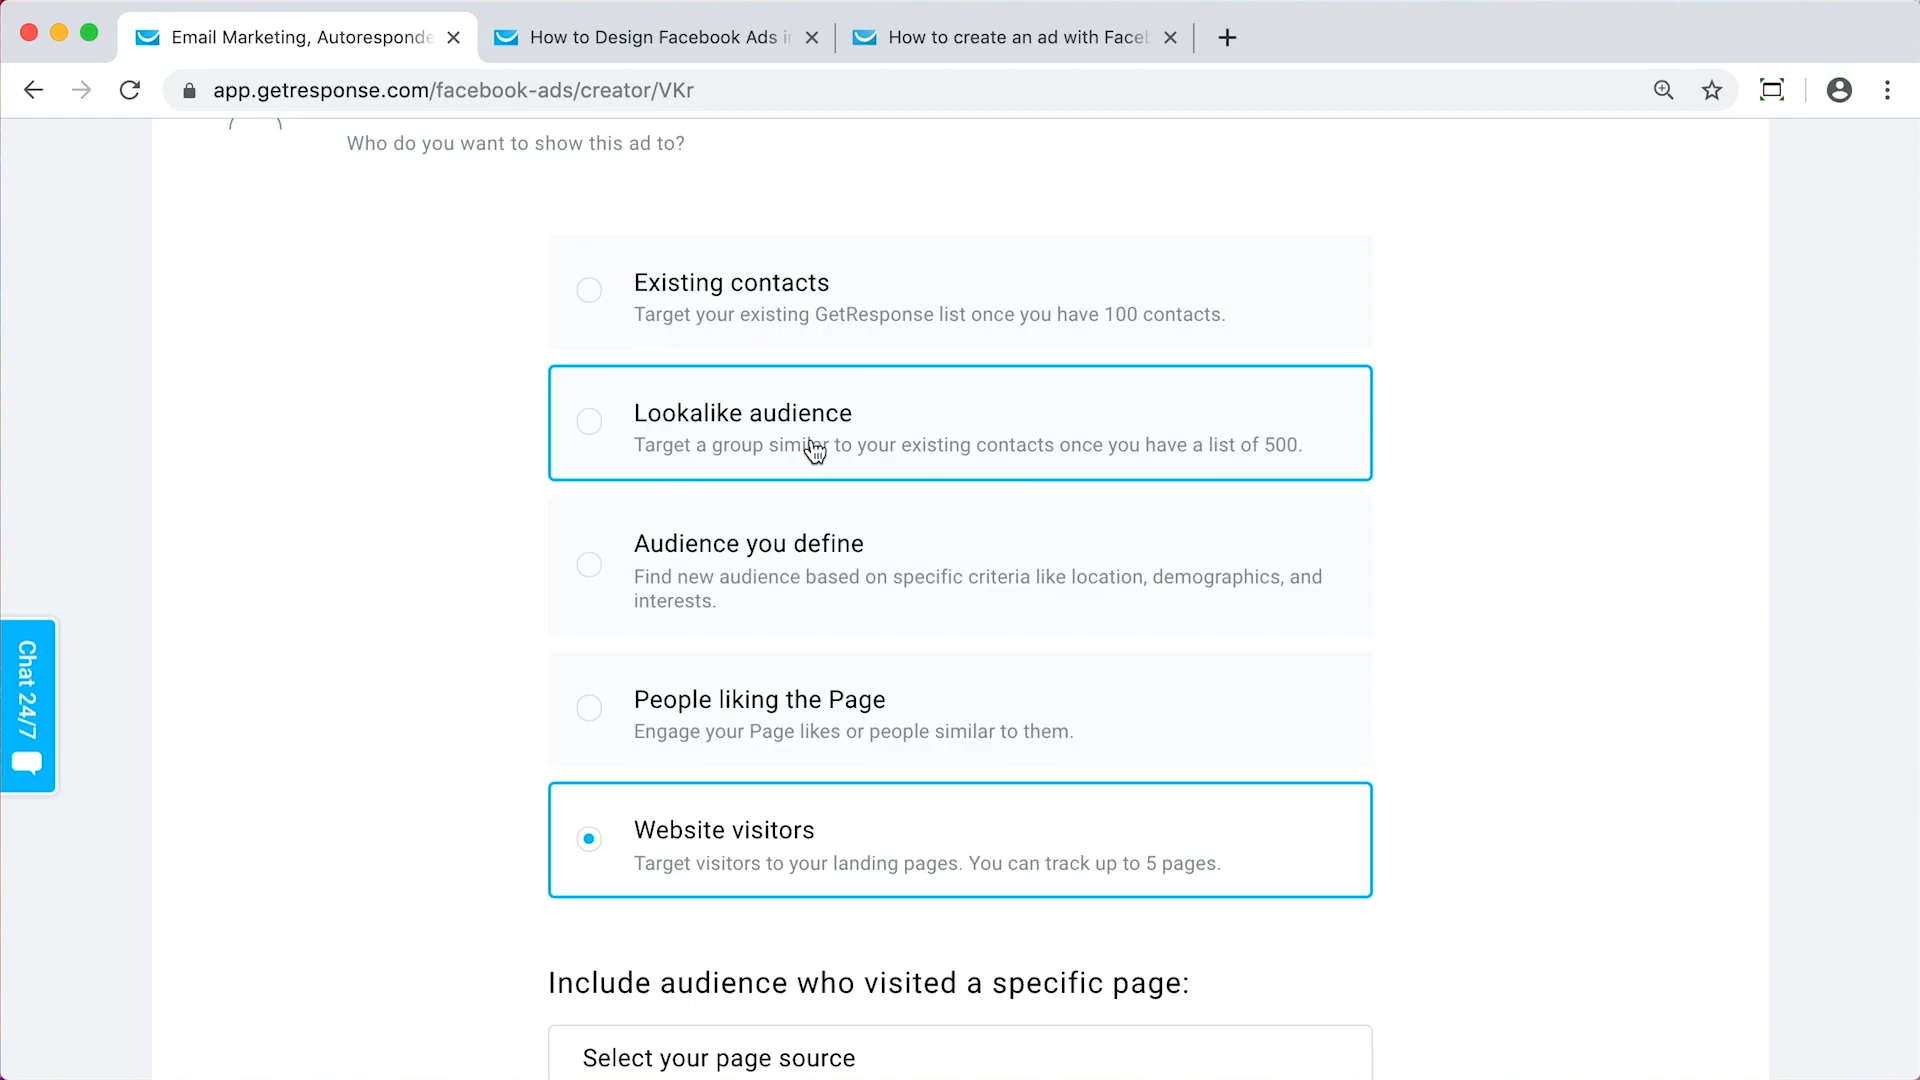 Email Marketing, Autoresponde
How to Design Facebook Ads i
How to create an ad with Face
app.getresponse.com/facebook-ads/creator/VKr
Who do you want to show this ad to?
Existing contacts
Target your existing GetResponse list once you have 100 contacts.
Lookalike audience
Target a group similar to your existing contacts once you have a list of 500.
Audience you define
Find new audience based on specific criteria like location, demographics, and
interests.
People liking the Page
Engage your Page likes or people similar to them.
Website visitors
Target visitors to your landing pages. You can track up to 5 pages.
Chat 24/7
Include audience who visited a specific page:
Select your page source